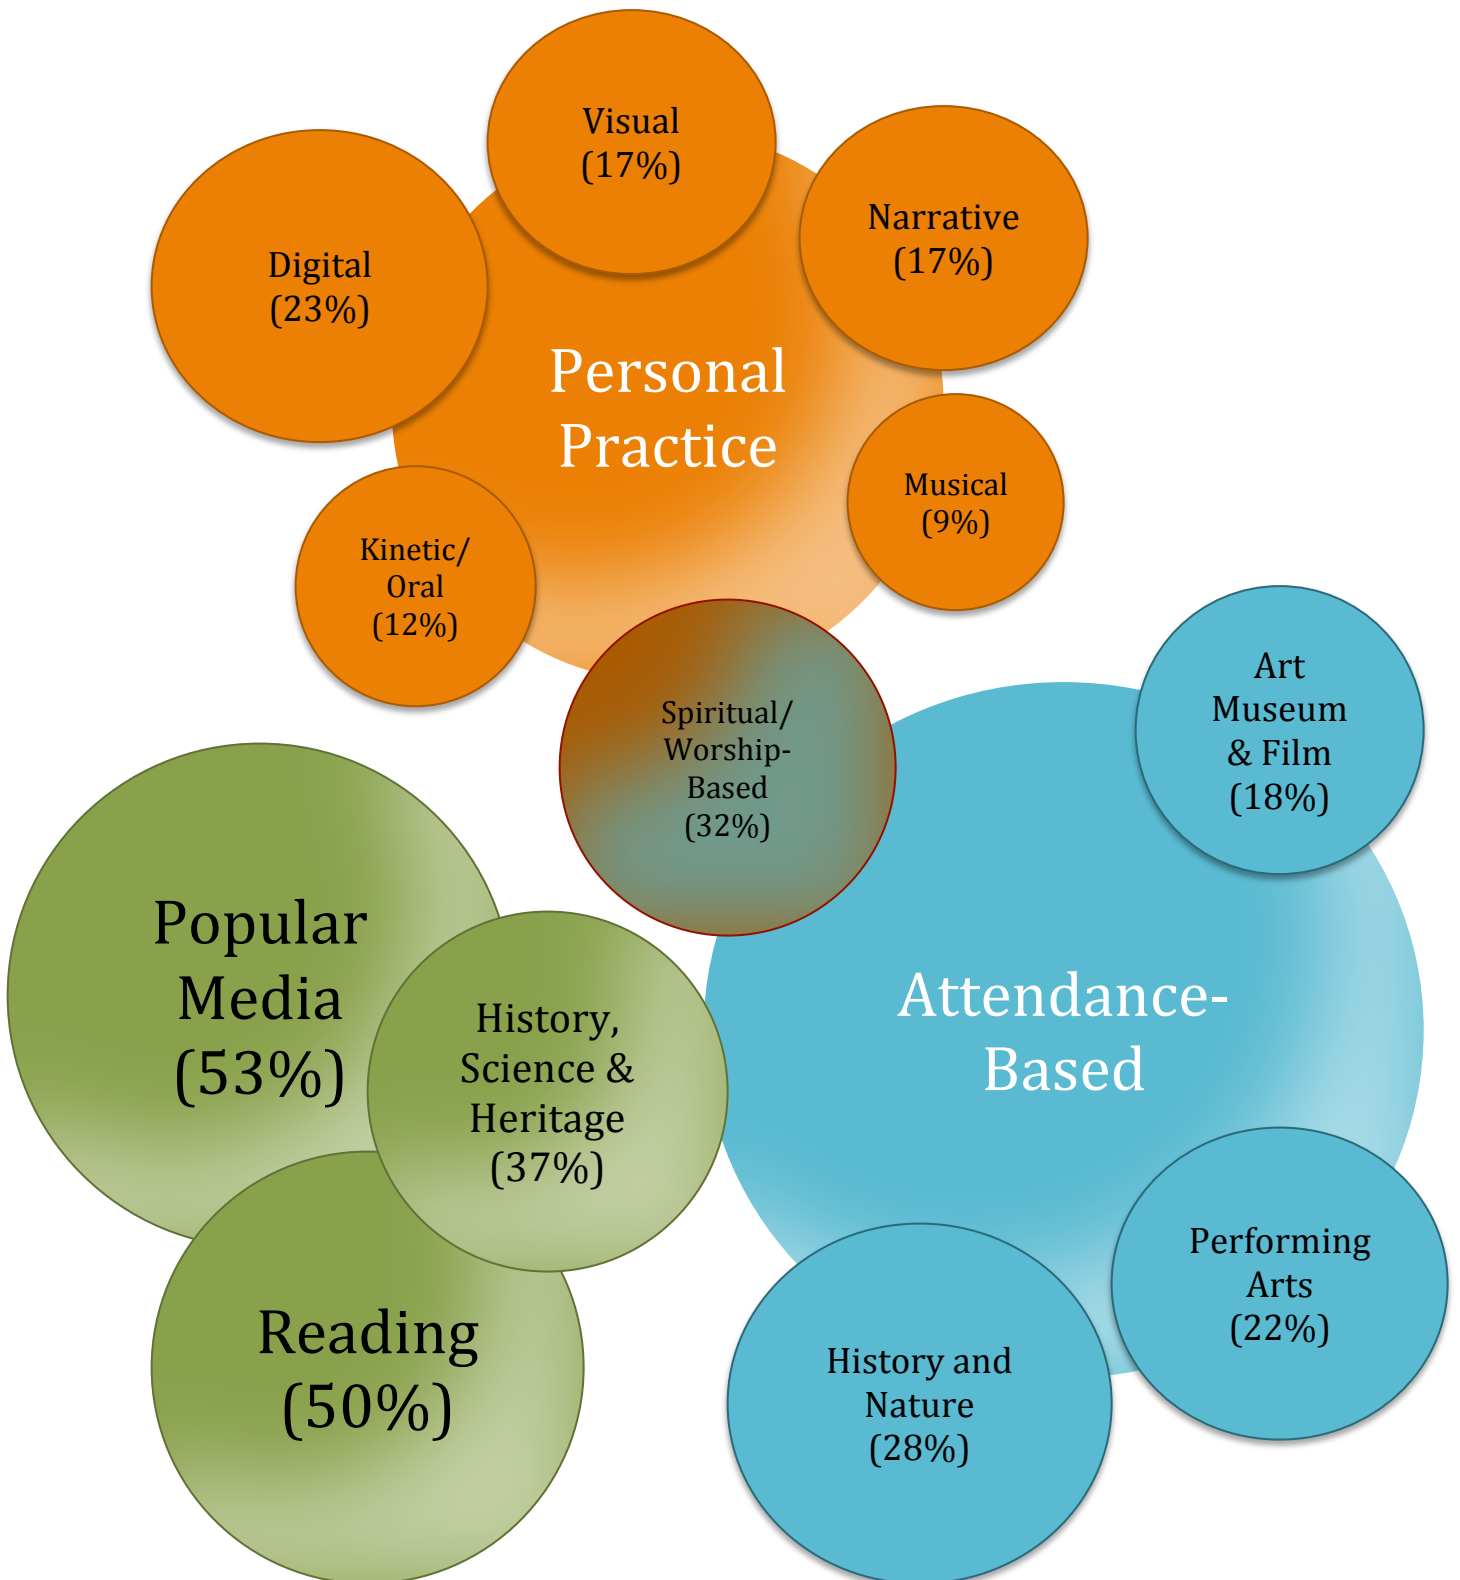 Visual
(17%)
Narrative
(17%)
Digital
(23%)
Personal
Practice
Musical
(9%)
Kinetic/
Oral
(12%)
Spiritual/
Worship-
Based
(32%)
Art
Museum
& Film
(18%)
Popular
Media
(53%)
History,
Science &
Heritage
(37%)
Attendance-
Based
Reading
(50%)
Performing
Arts
(22%)
History and
Nature
(28%)